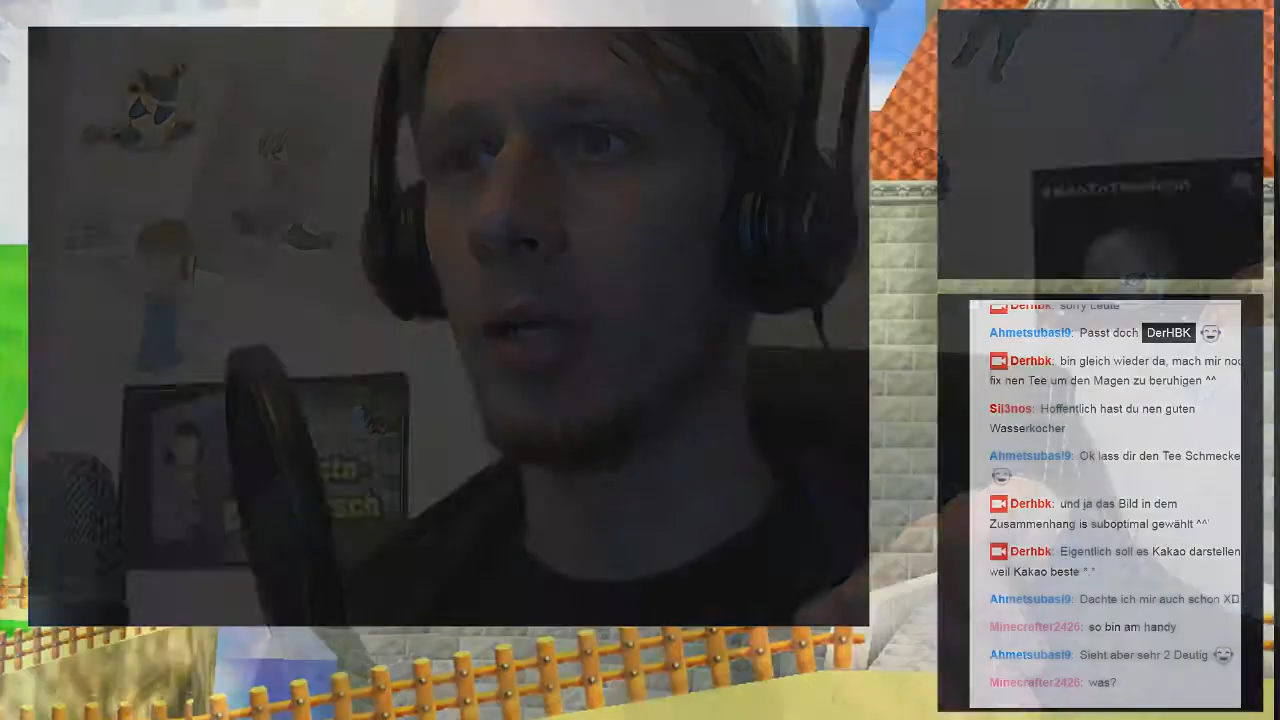 Derhbk: sorry Leute
Ahmetsubasi9: Passt doch DerHBK
Derhbk: bin gleich wieder da, mach mir noc
fix nen Tee um den Magen zu beruhigen ^^
Sil3nos: Hoffentlich hast du nen guten
Wasserkocher
Ahmetsubasi9: Ok lass dir den Tee Schmecke
Derhbk: und ja das Bild in dem
Zusammenhang is suboptimal gewählt ^^'
Derhbk: Eigentlich soll es Kakao darstellen
weil Kakao beste *.*
Ahmetsubasi9: Dachte ich mir auch schon XD
Minecrafter2426: so bin am handy
Ahmetsubasi9: Sieht aber sehr 2 Deutig
Minecrafter2426: was?